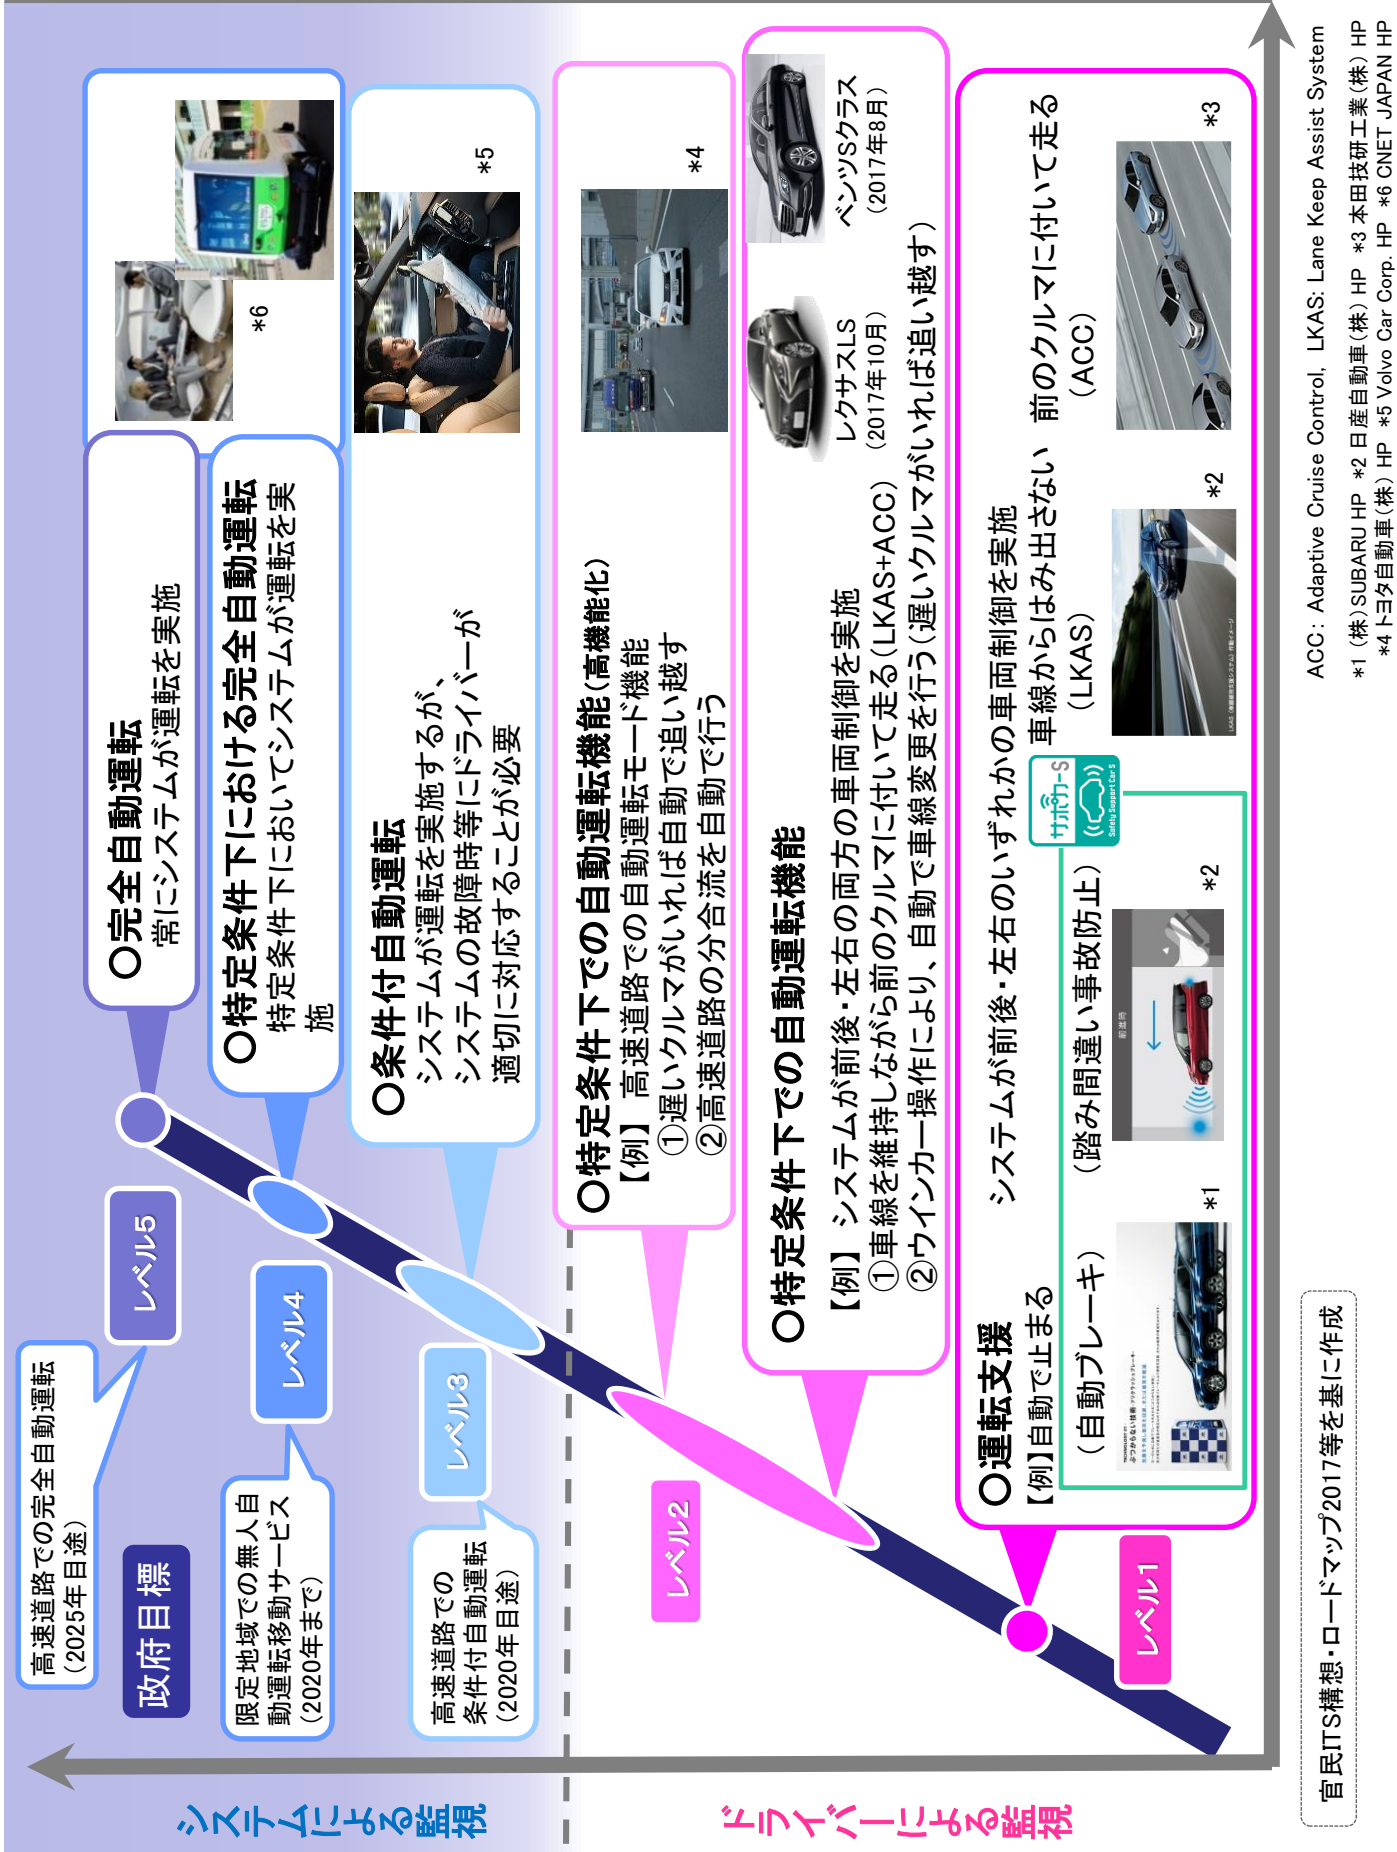 システムによる監視
ドライバーによる監視
政府目標
高速道路での完全自動運転
（2025年目途）
限定地域での無人自
動運転移動サービス
（2020年まで）
高速道路での
条件付自動運転
（2020年目途）
レベル5
○完全自動運転
常にシステムが運転を実施
レベル4
○特定条件下における完全自動運転
特定条件下においてシステムが運転を実
施
*6
レベル3
○条件付自動運転
システムが運転を実施するが、
システムの故障時等にドライバーが
適切に対応することが必要
*5
レベル2
○特定条件下での自動運転機能（高機能化）
【例】 高速道路での自動運転モード機能
①遅いクルマがいれば自動で追い越す
②高速道路の分合流を自動で行う
*4
○特定条件下での自動運転機能
【例】 システムが前後・左右の両方の車両制御を実施
①車線を維持しながら前のクルマに付いて走る（LKAS+ACC）
②ウインカー操作により、自動で車線変更を行う（遅いクルマがいれば追い越す）
レクサスLS
（2017年10月）
ベンツSクラス
（2017年8月）
レベル1
○運転支援
システムが前後・左右のいずれかの車両制御を実施
【例】自動で止まる
（自動ブレーキ）
ぶつからない技術
*1
（踏み間違い事故防止）
前進時
*2
サポカーS
Safety Support Car S
車線からはみ出さない
（LKAS）
*2
前のクルマに付いて走る
（ACC）
*3
官民ITS構想・ロードマップ2017等を基に作成
ACC: Adaptive Cruise Control, LKAS: Lane Keep Assist System
*1 （株）SUBARU HP *2 日産自動車（株） HP *3 本田技研工業（株） HP
*4 トヨタ自動車（株） HP *5 Volvo Car Corp. HP *6 CNET JAPAN HP